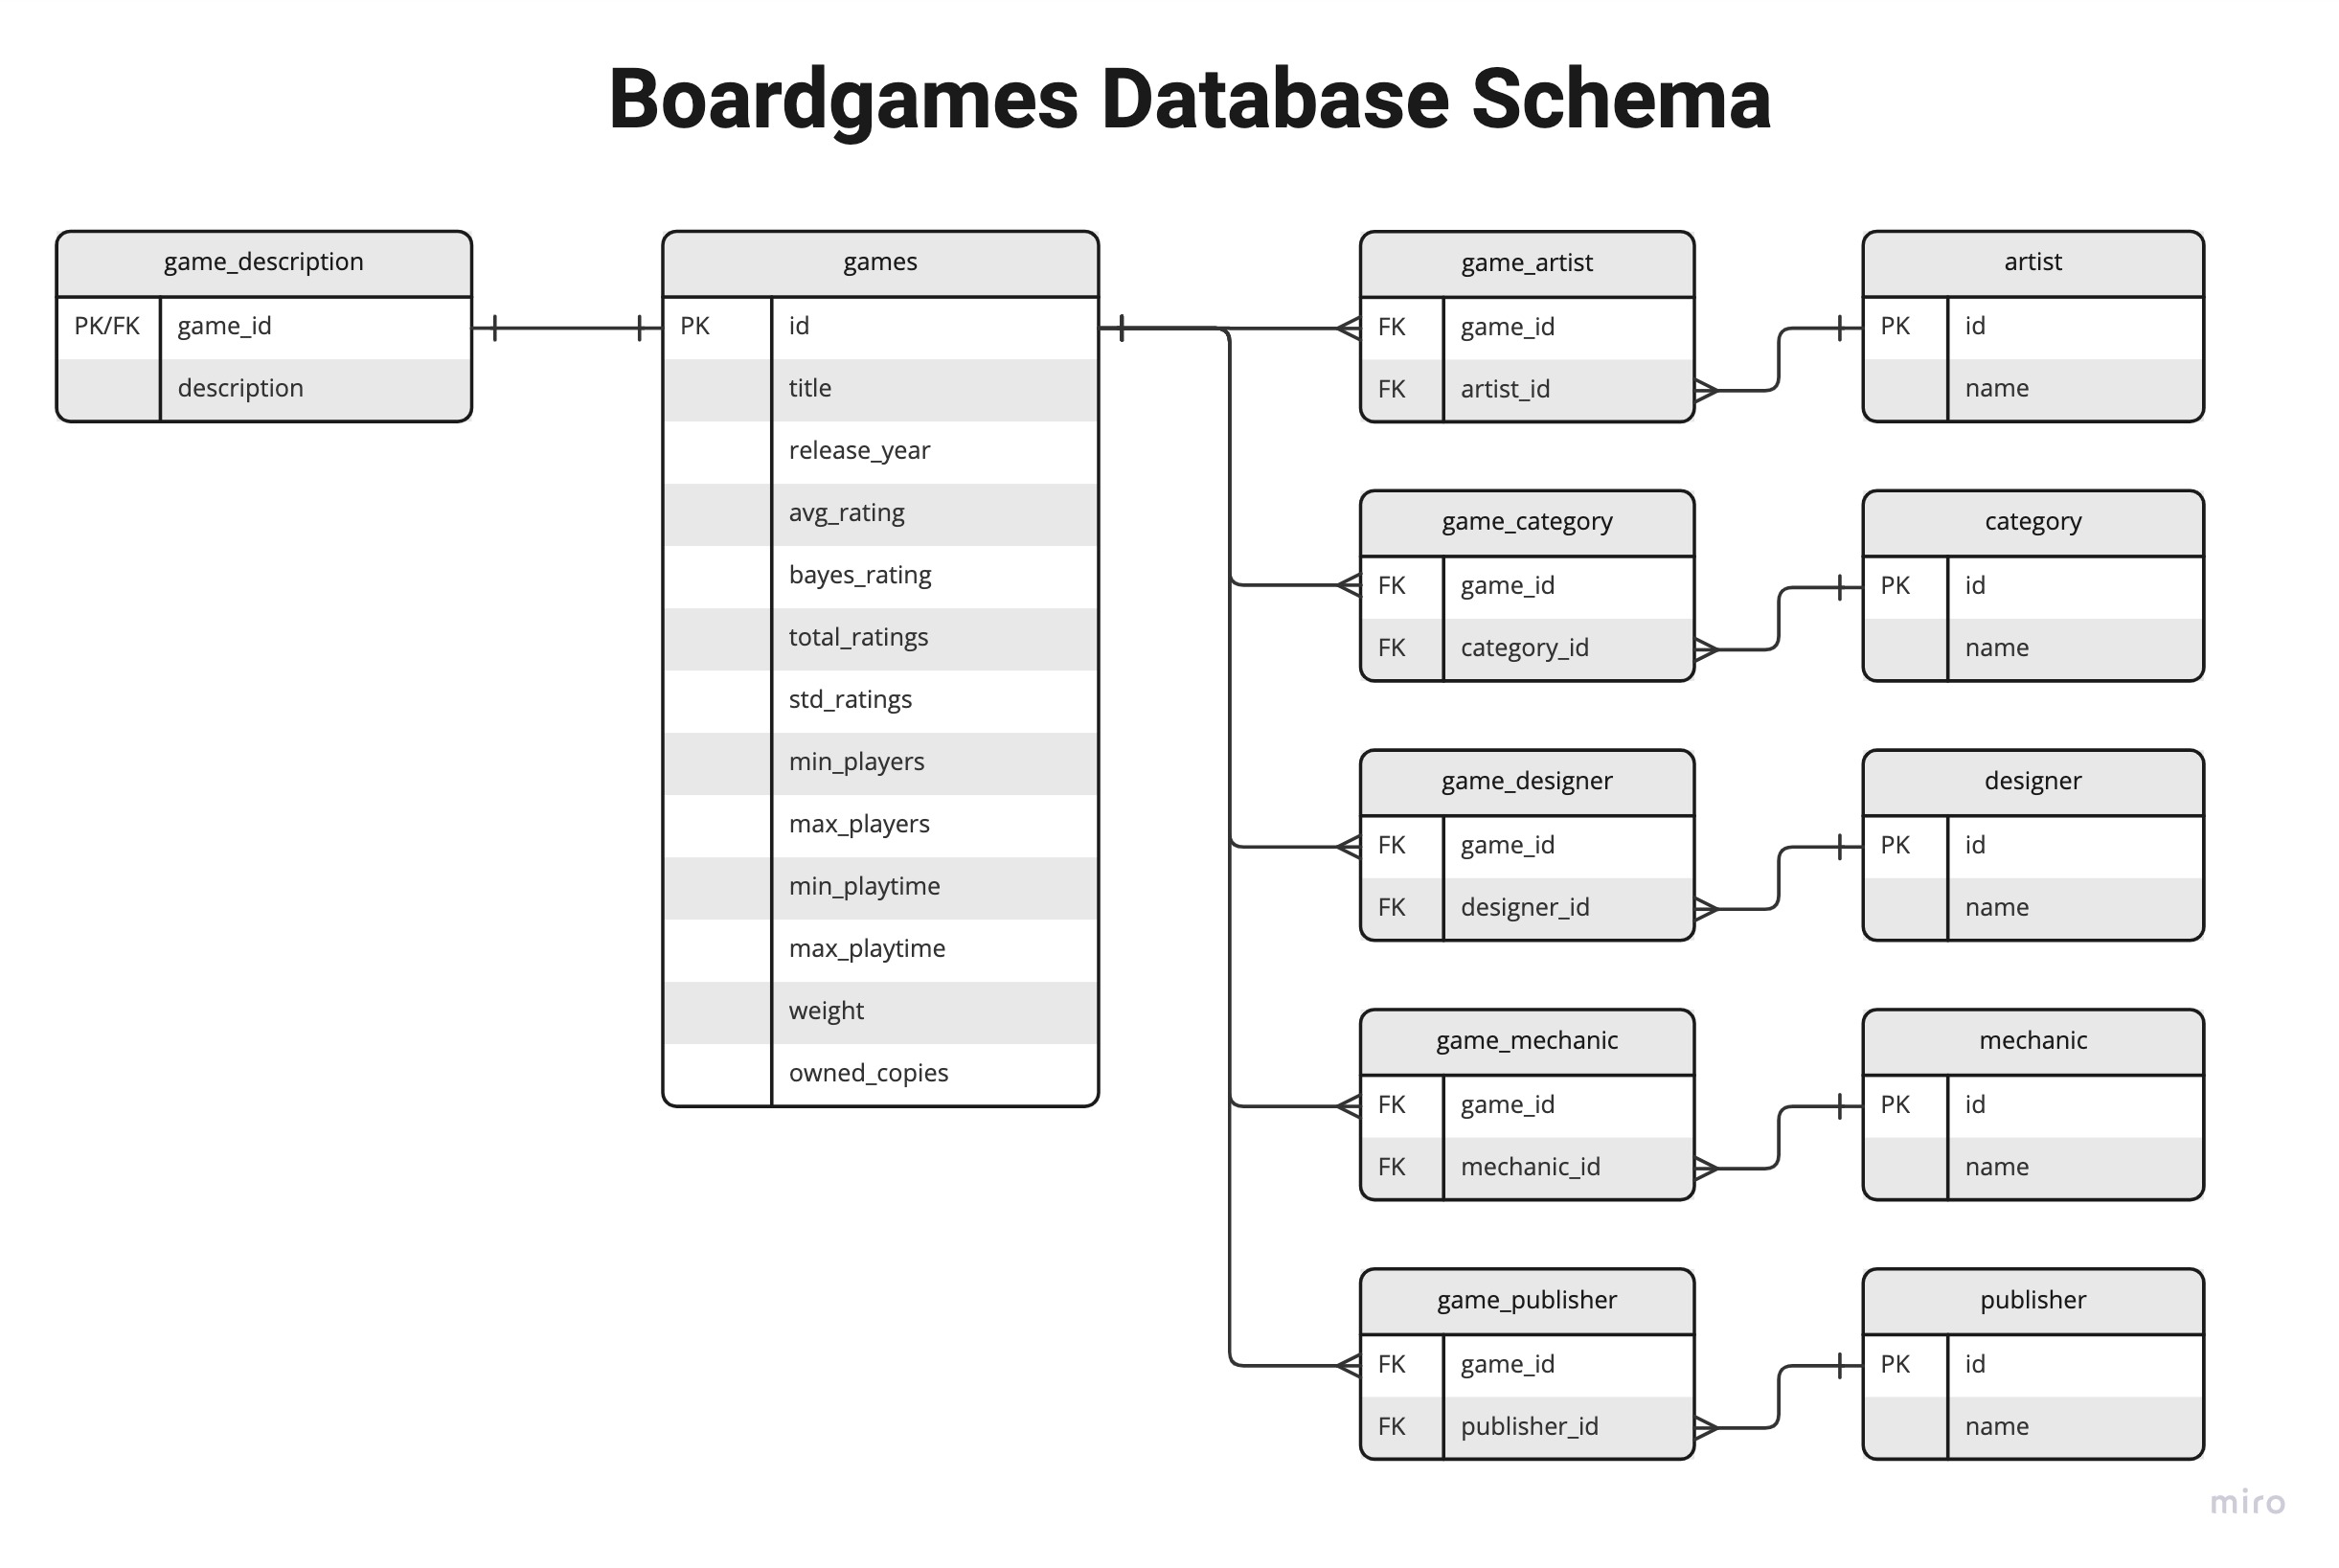 Boardgames Database Schema
game_description
PK/FK game_id
description
games
PK id
title
release_year
avg_rating
bayes_rating
total_ratings
std_ratings
min_players
max_players
min_playtime
max_playtime
weight
owned_copies
game_artist
FK game_id
FK artist_id
artist
PK id
name
game_category
FK game_id
FK category_id
category
PK id
name
game_designer
FK game_id
FK designer_id
designer
PK id
name
game_mechanic
FK game_id
FK mechanic_id
mechanic
PK id
name
game_publisher
FK game_id
FK publisher_id
publisher
PK id
name
miro